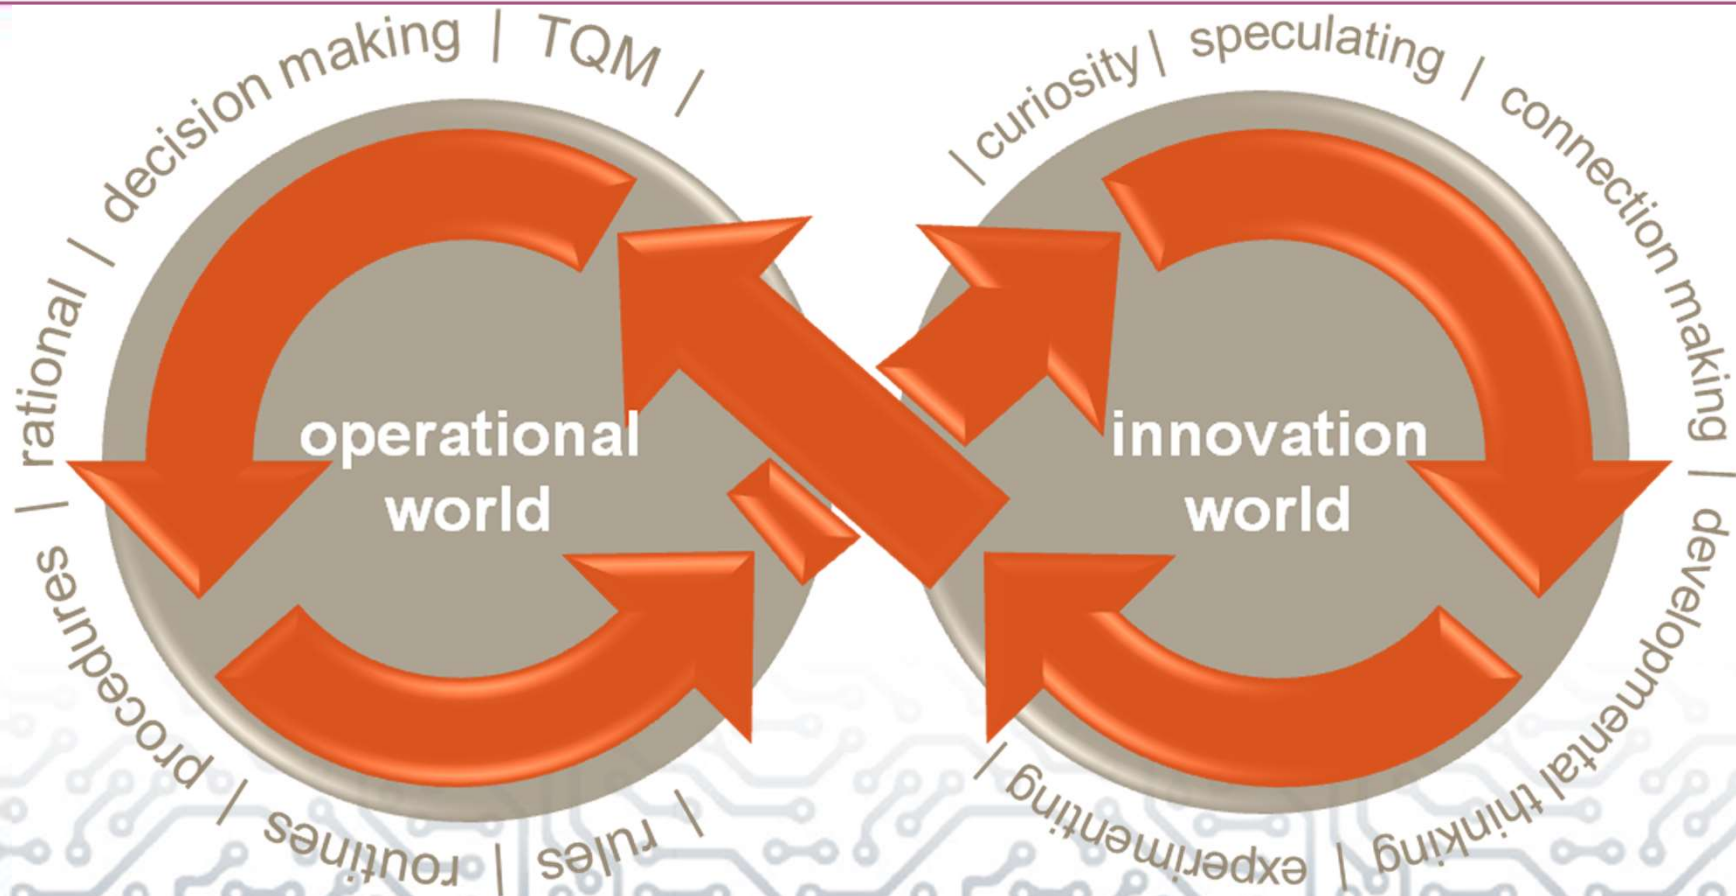 | rules | routines | procedures | rational | decision making | TQM |
operational
world
| curiosity | speculating | connection making | developmental thinking | experimenting |
innovation
world